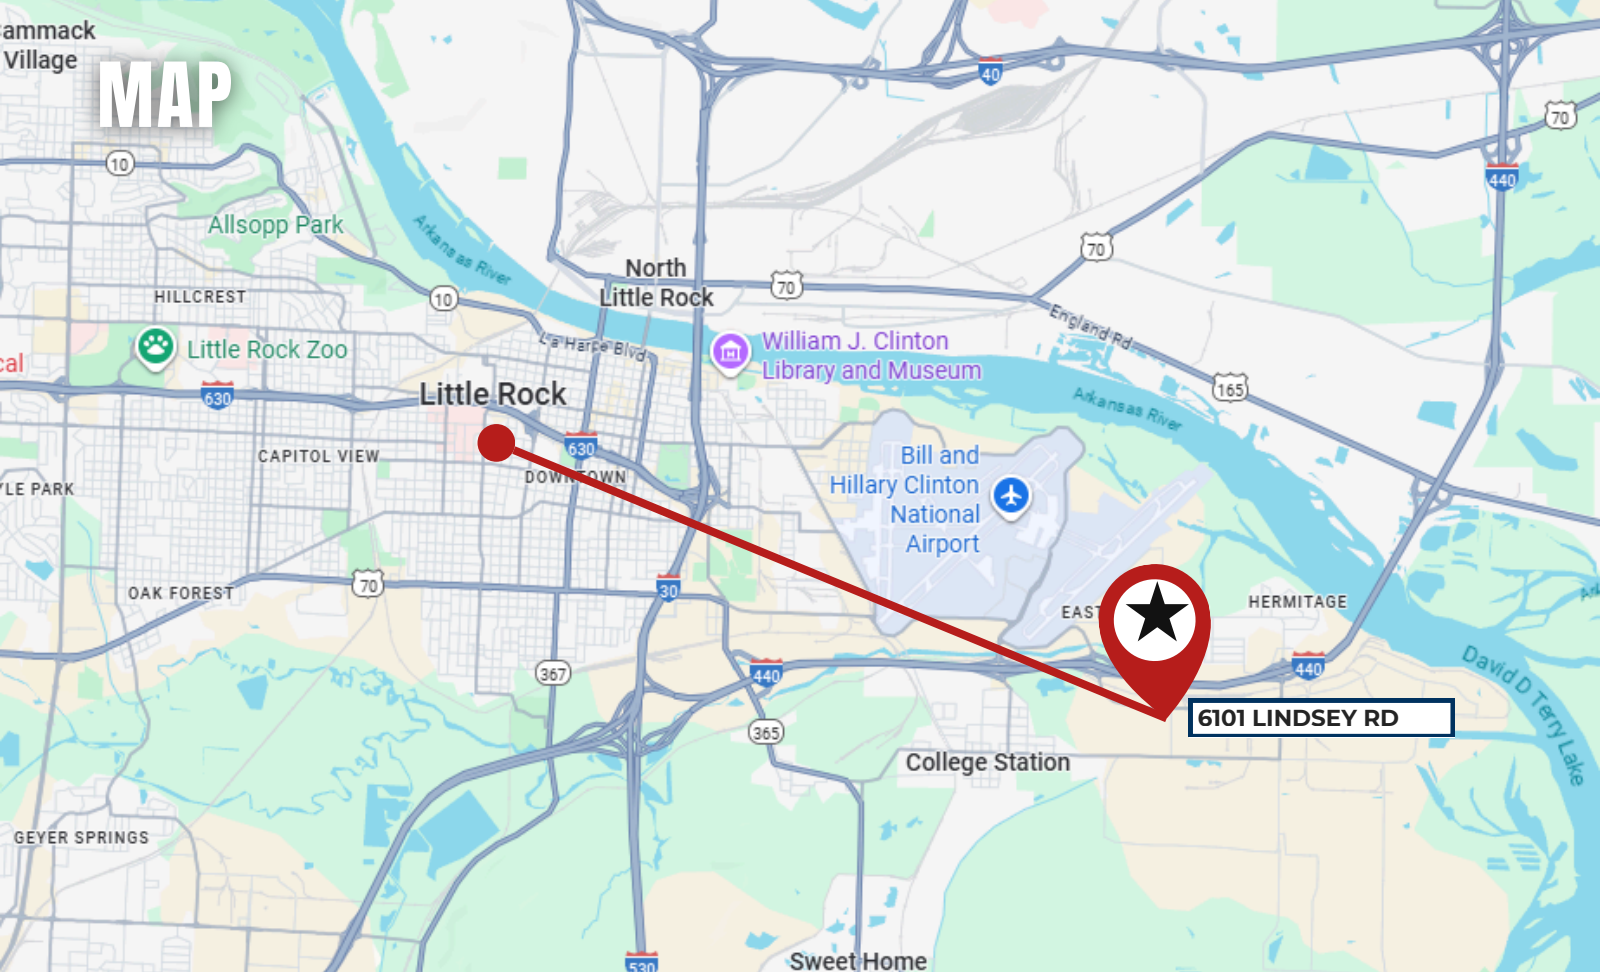 ammack
Village
MAP
40
70
10
440
Allsopp Park
Arkansas River
70
North
Little Rock
HILLCREST
10
70
England Rd
La Harpe Blvd
William J. Clinton
Library and Museum
Little Rock Zoo
cal
630
Little Rock
165
Arkansas River
630
CAPITOL VIEW
DOWNTOWN
Bill and
Hillary Clinton
National
Airport
YLE PARK
70
30
OAK FOREST
EAST
HERMITAGE
Ark
367
440
440
David D Terry Lake
6101 LINDSEY RD
365
College Station
GEYER SPRINGS
530
Sweet Home